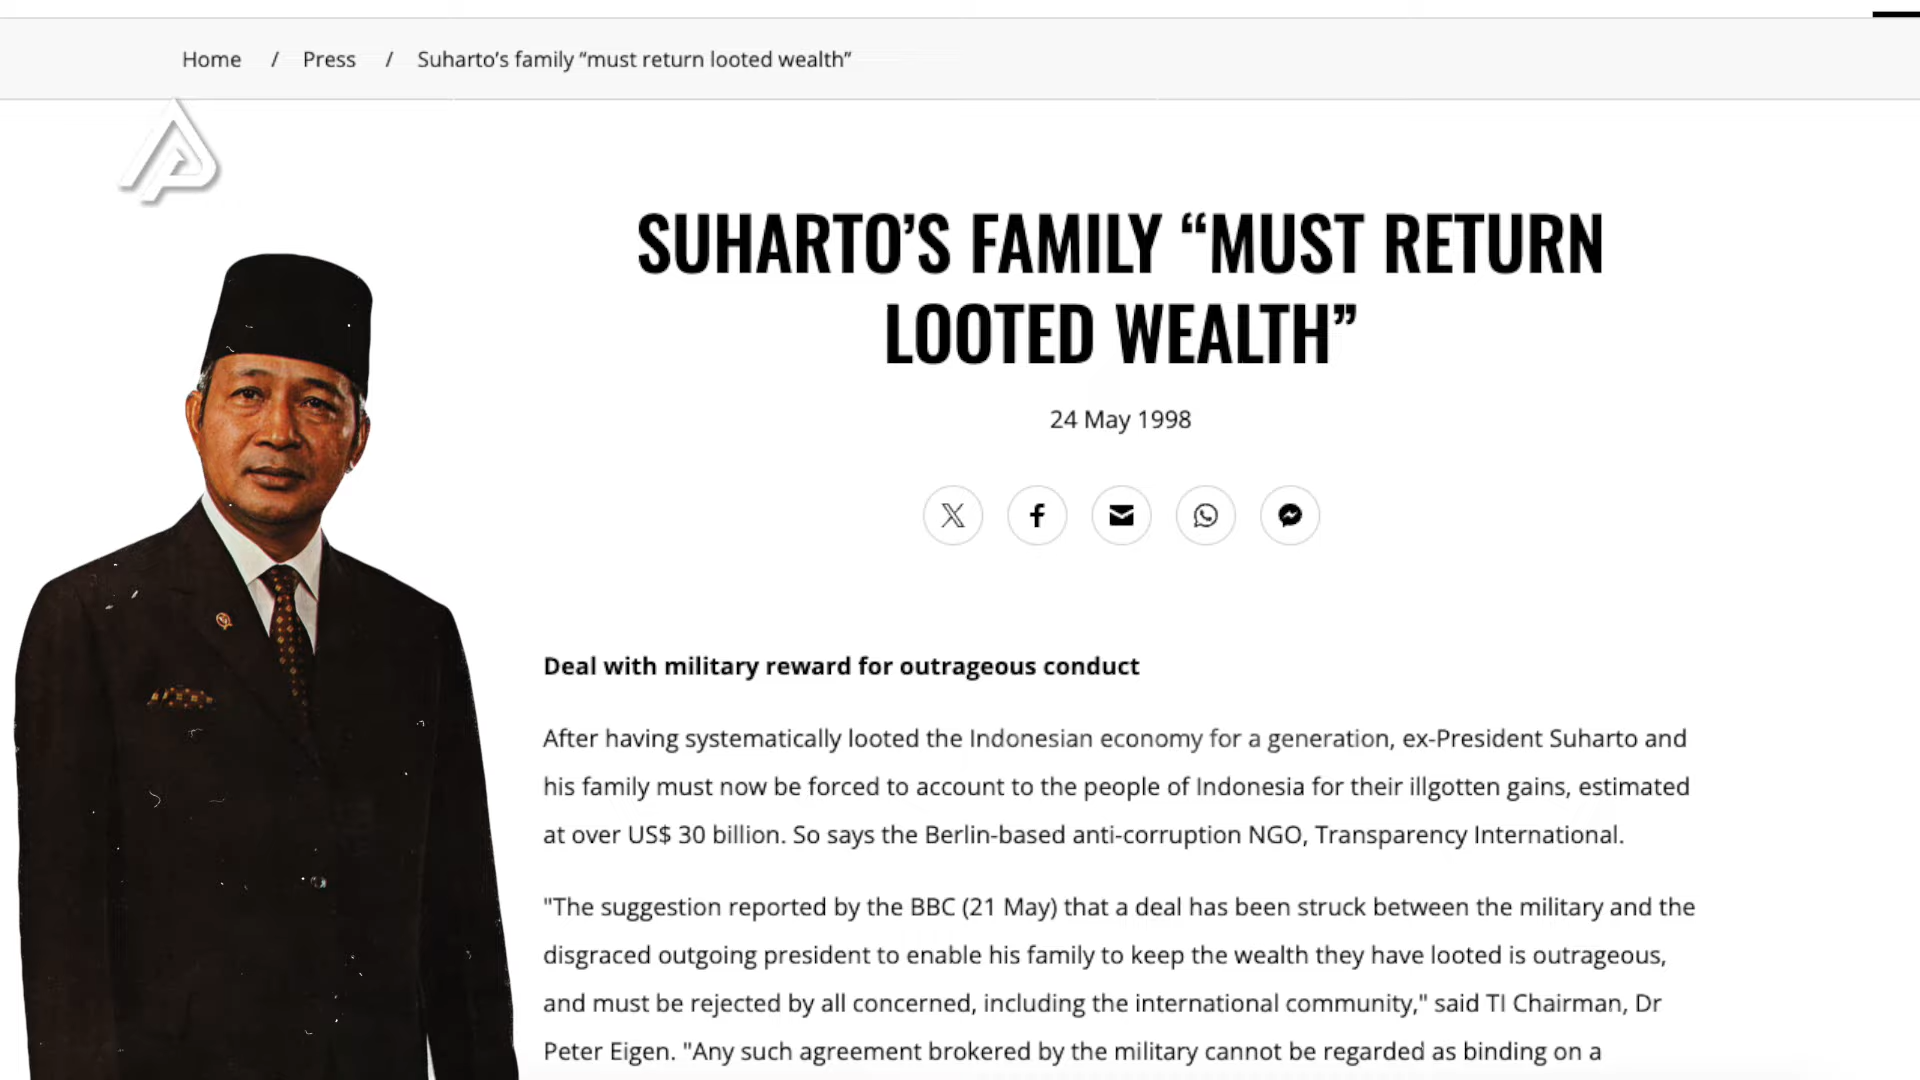 Home / Press / Suharto’s family “must return looted wealth”
SUHARTO’S FAMILY “MUST RETURN
LOOTED WEALTH”
24 May 1998
Deal with military reward for outrageous conduct
After having systematically looted the Indonesian economy for a generation, ex-President Suharto and
his family must now be forced to account to the people of Indonesia for their illgotten gains, estimated
at over US$ 30 billion. So says the Berlin-based anti-corruption NGO, Transparency International.
"The suggestion reported by the BBC (21 May) that a deal has been struck between the military and the
disgraced outgoing president to enable his family to keep the wealth they have looted is outrageous,
and must be rejected by all concerned, including the international community," said TI Chairman, Dr
Peter Eigen. "Any such agreement brokered by the military cannot be regarded as binding on a